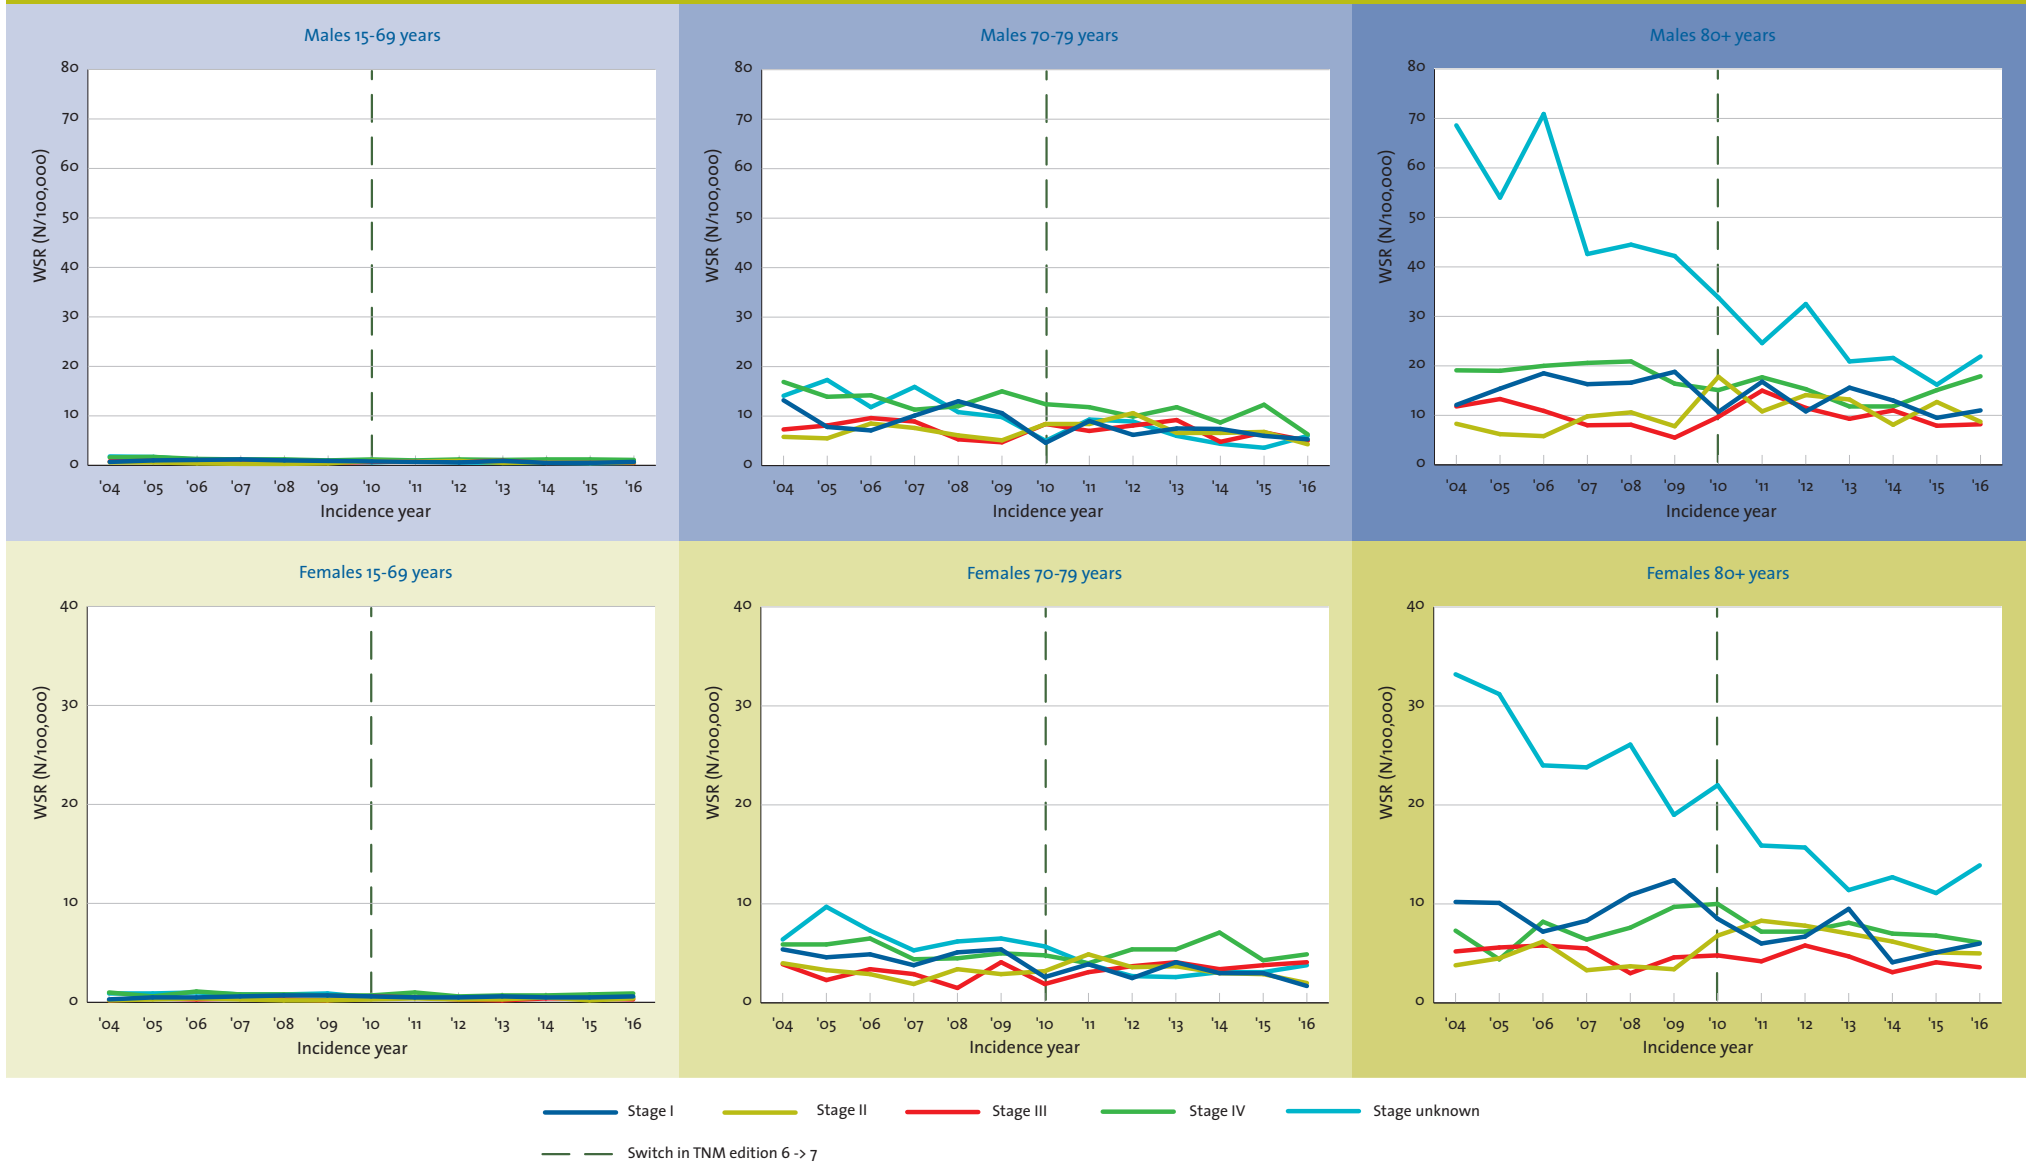 Males 15-69 years
WSR (N/100,000)
80
70
60
50
40
30
20
10
0
'04 '05 '06 '07 '08 '09 '10 '11 '12 '13 '14 '15 '16
Incidence year
Males 70-79 years
WSR (N/100,000)
80
70
60
50
40
30
20
10
0
'04 '05 '06 '07 '08 '09 '10 '11 '12 '13 '14 '15 '16
Incidence year
Males 80+ years
WSR (N/100,000)
80
70
60
50
40
30
20
10
0
'04 '05 '06 '07 '08 '09 '10 '11 '12 '13 '14 '15 '16
Incidence year
Females 15-69 years
WSR (N/100,000)
40
30
20
10
0
'04 '05 '06 '07 '08 '09 '10 '11 '12 '13 '14 '15 '16
Incidence year
Females 70-79 years
WSR (N/100,000)
40
30
20
10
0
'04 '05 '06 '07 '08 '09 '10 '11 '12 '13 '14 '15 '16
Incidence year
Females 80+ years
WSR (N/100,000)
40
30
20
10
0
'04 '05 '06 '07 '08 '09 '10 '11 '12 '13 '14 '15 '16
Incidence year
Stage I Stage II Stage III Stage IV Stage unknown
Switch in TNM edition 6 -> 7